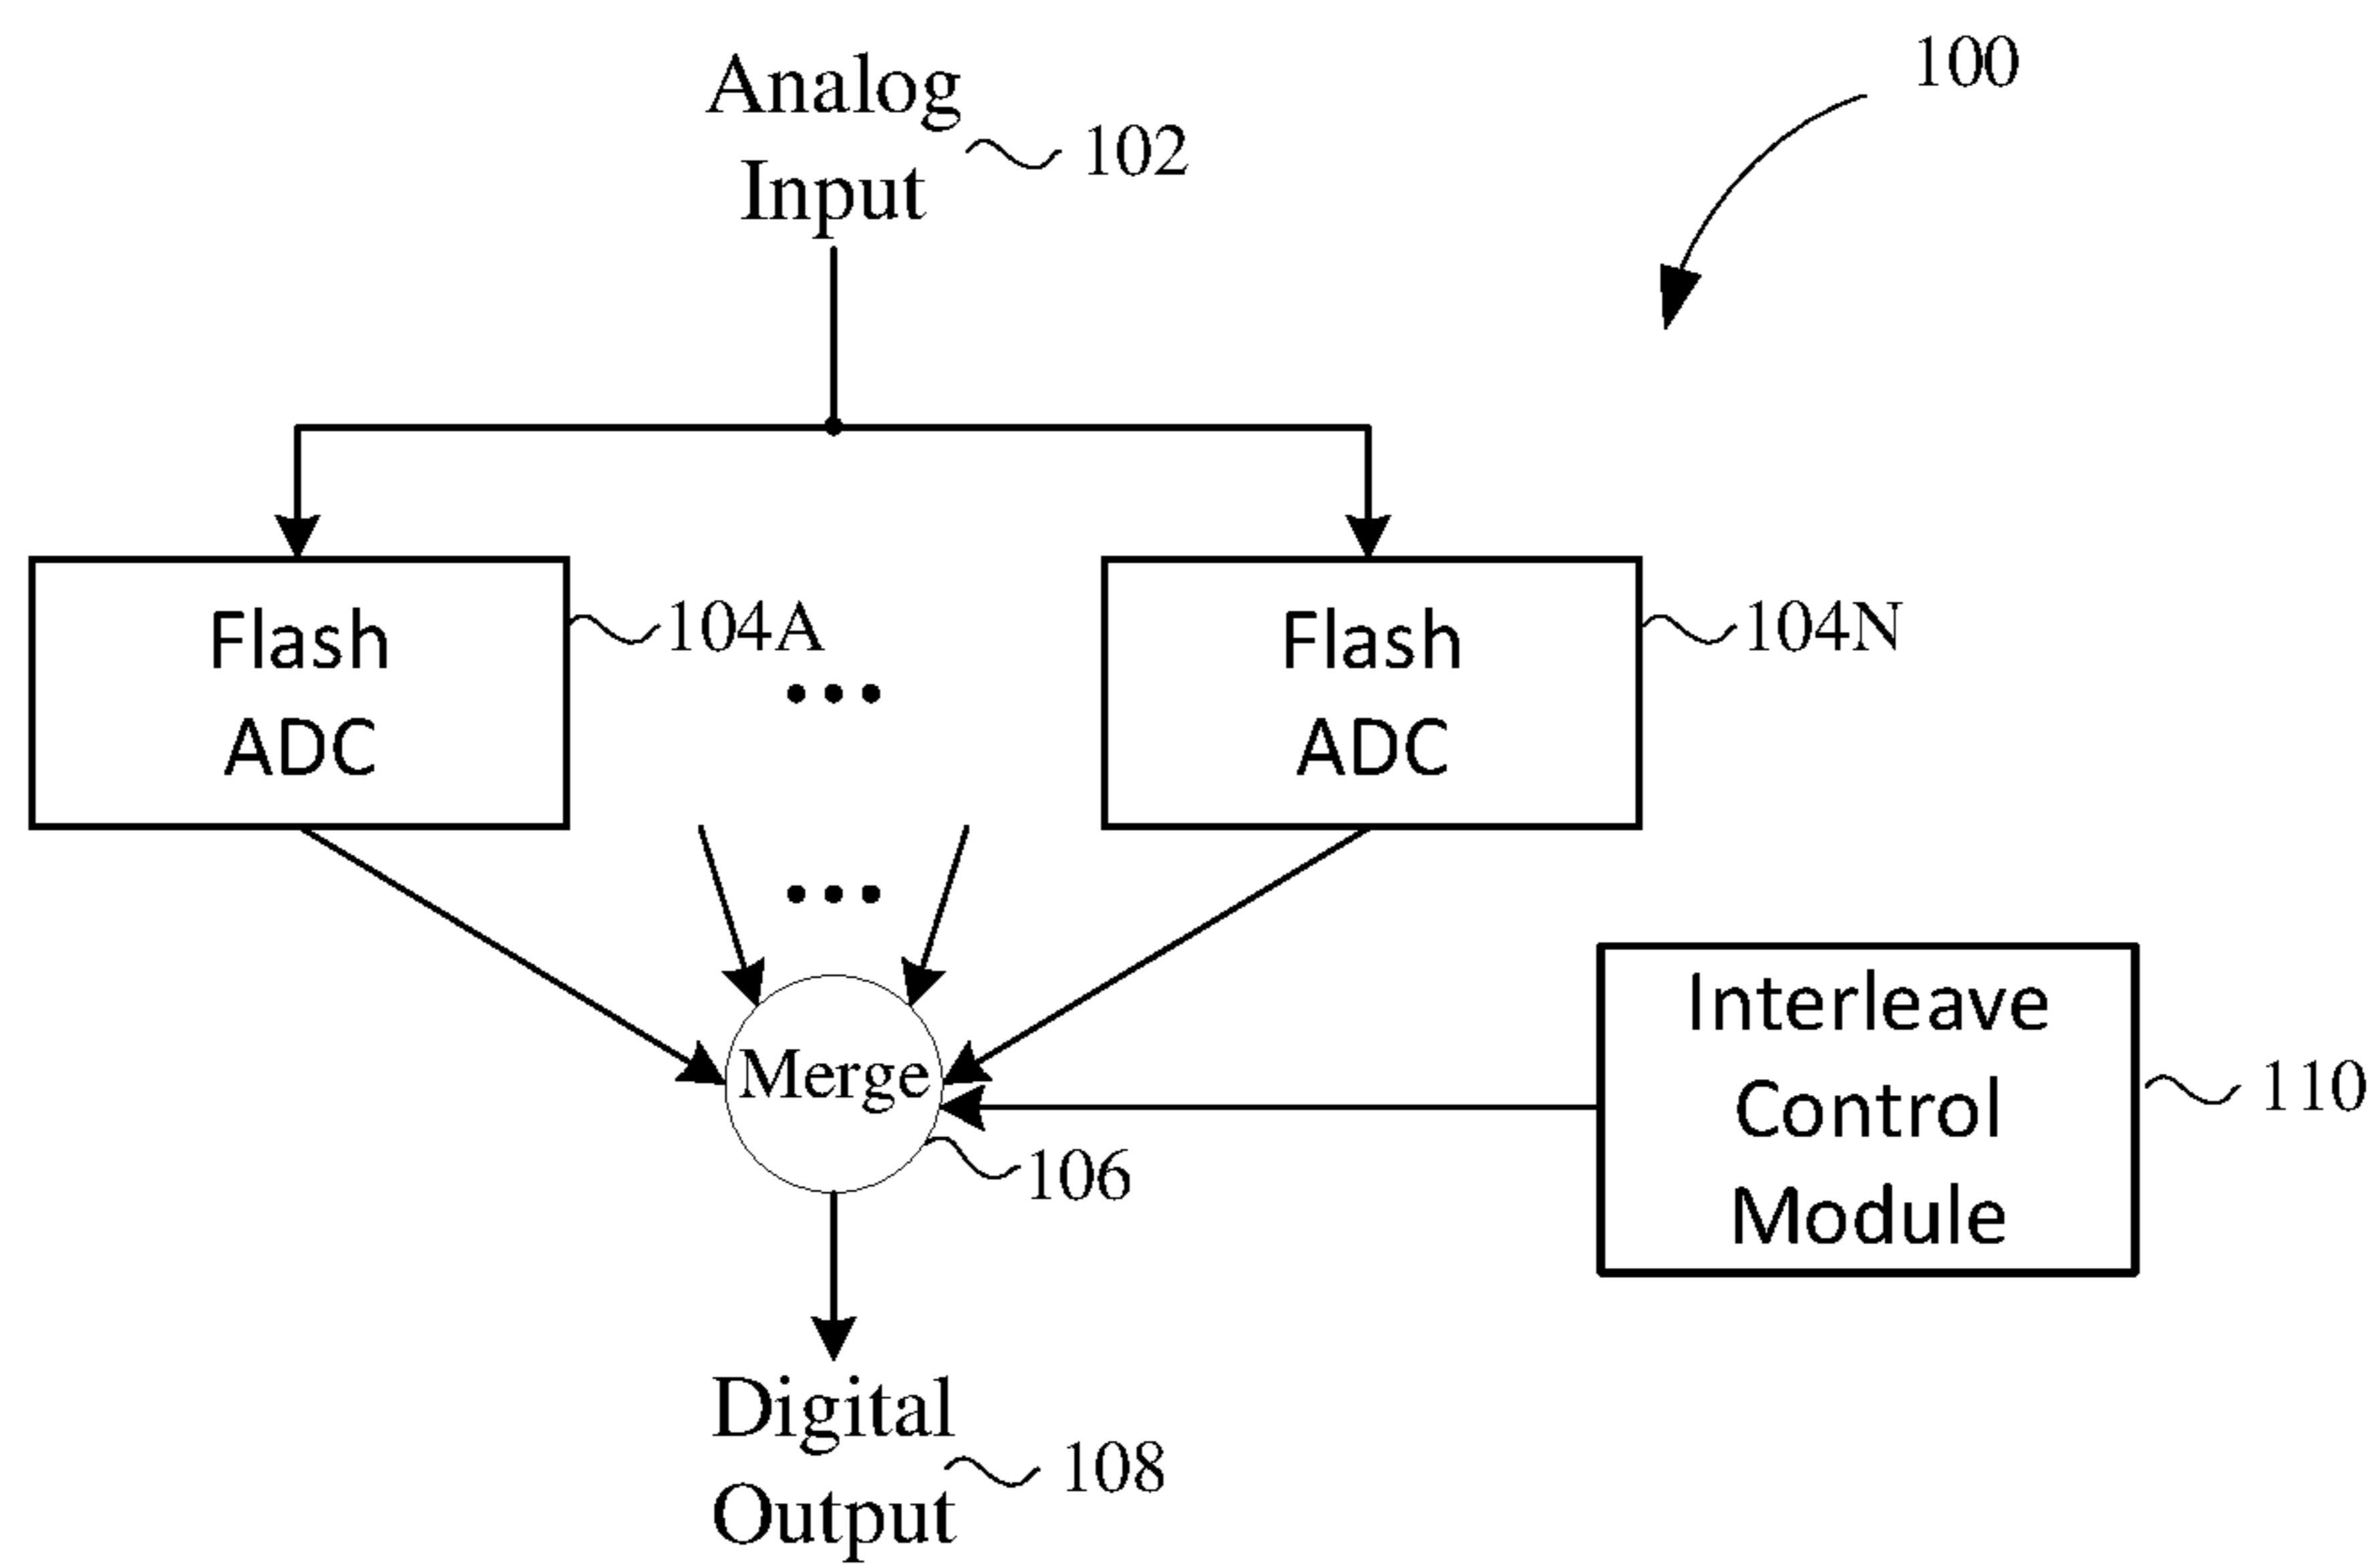 100
Analog
102
Input
Flash
ADC
104A
Flash
ADC
104N
Merge
106
Interleave
Control
Module
110
Digital
108
Output